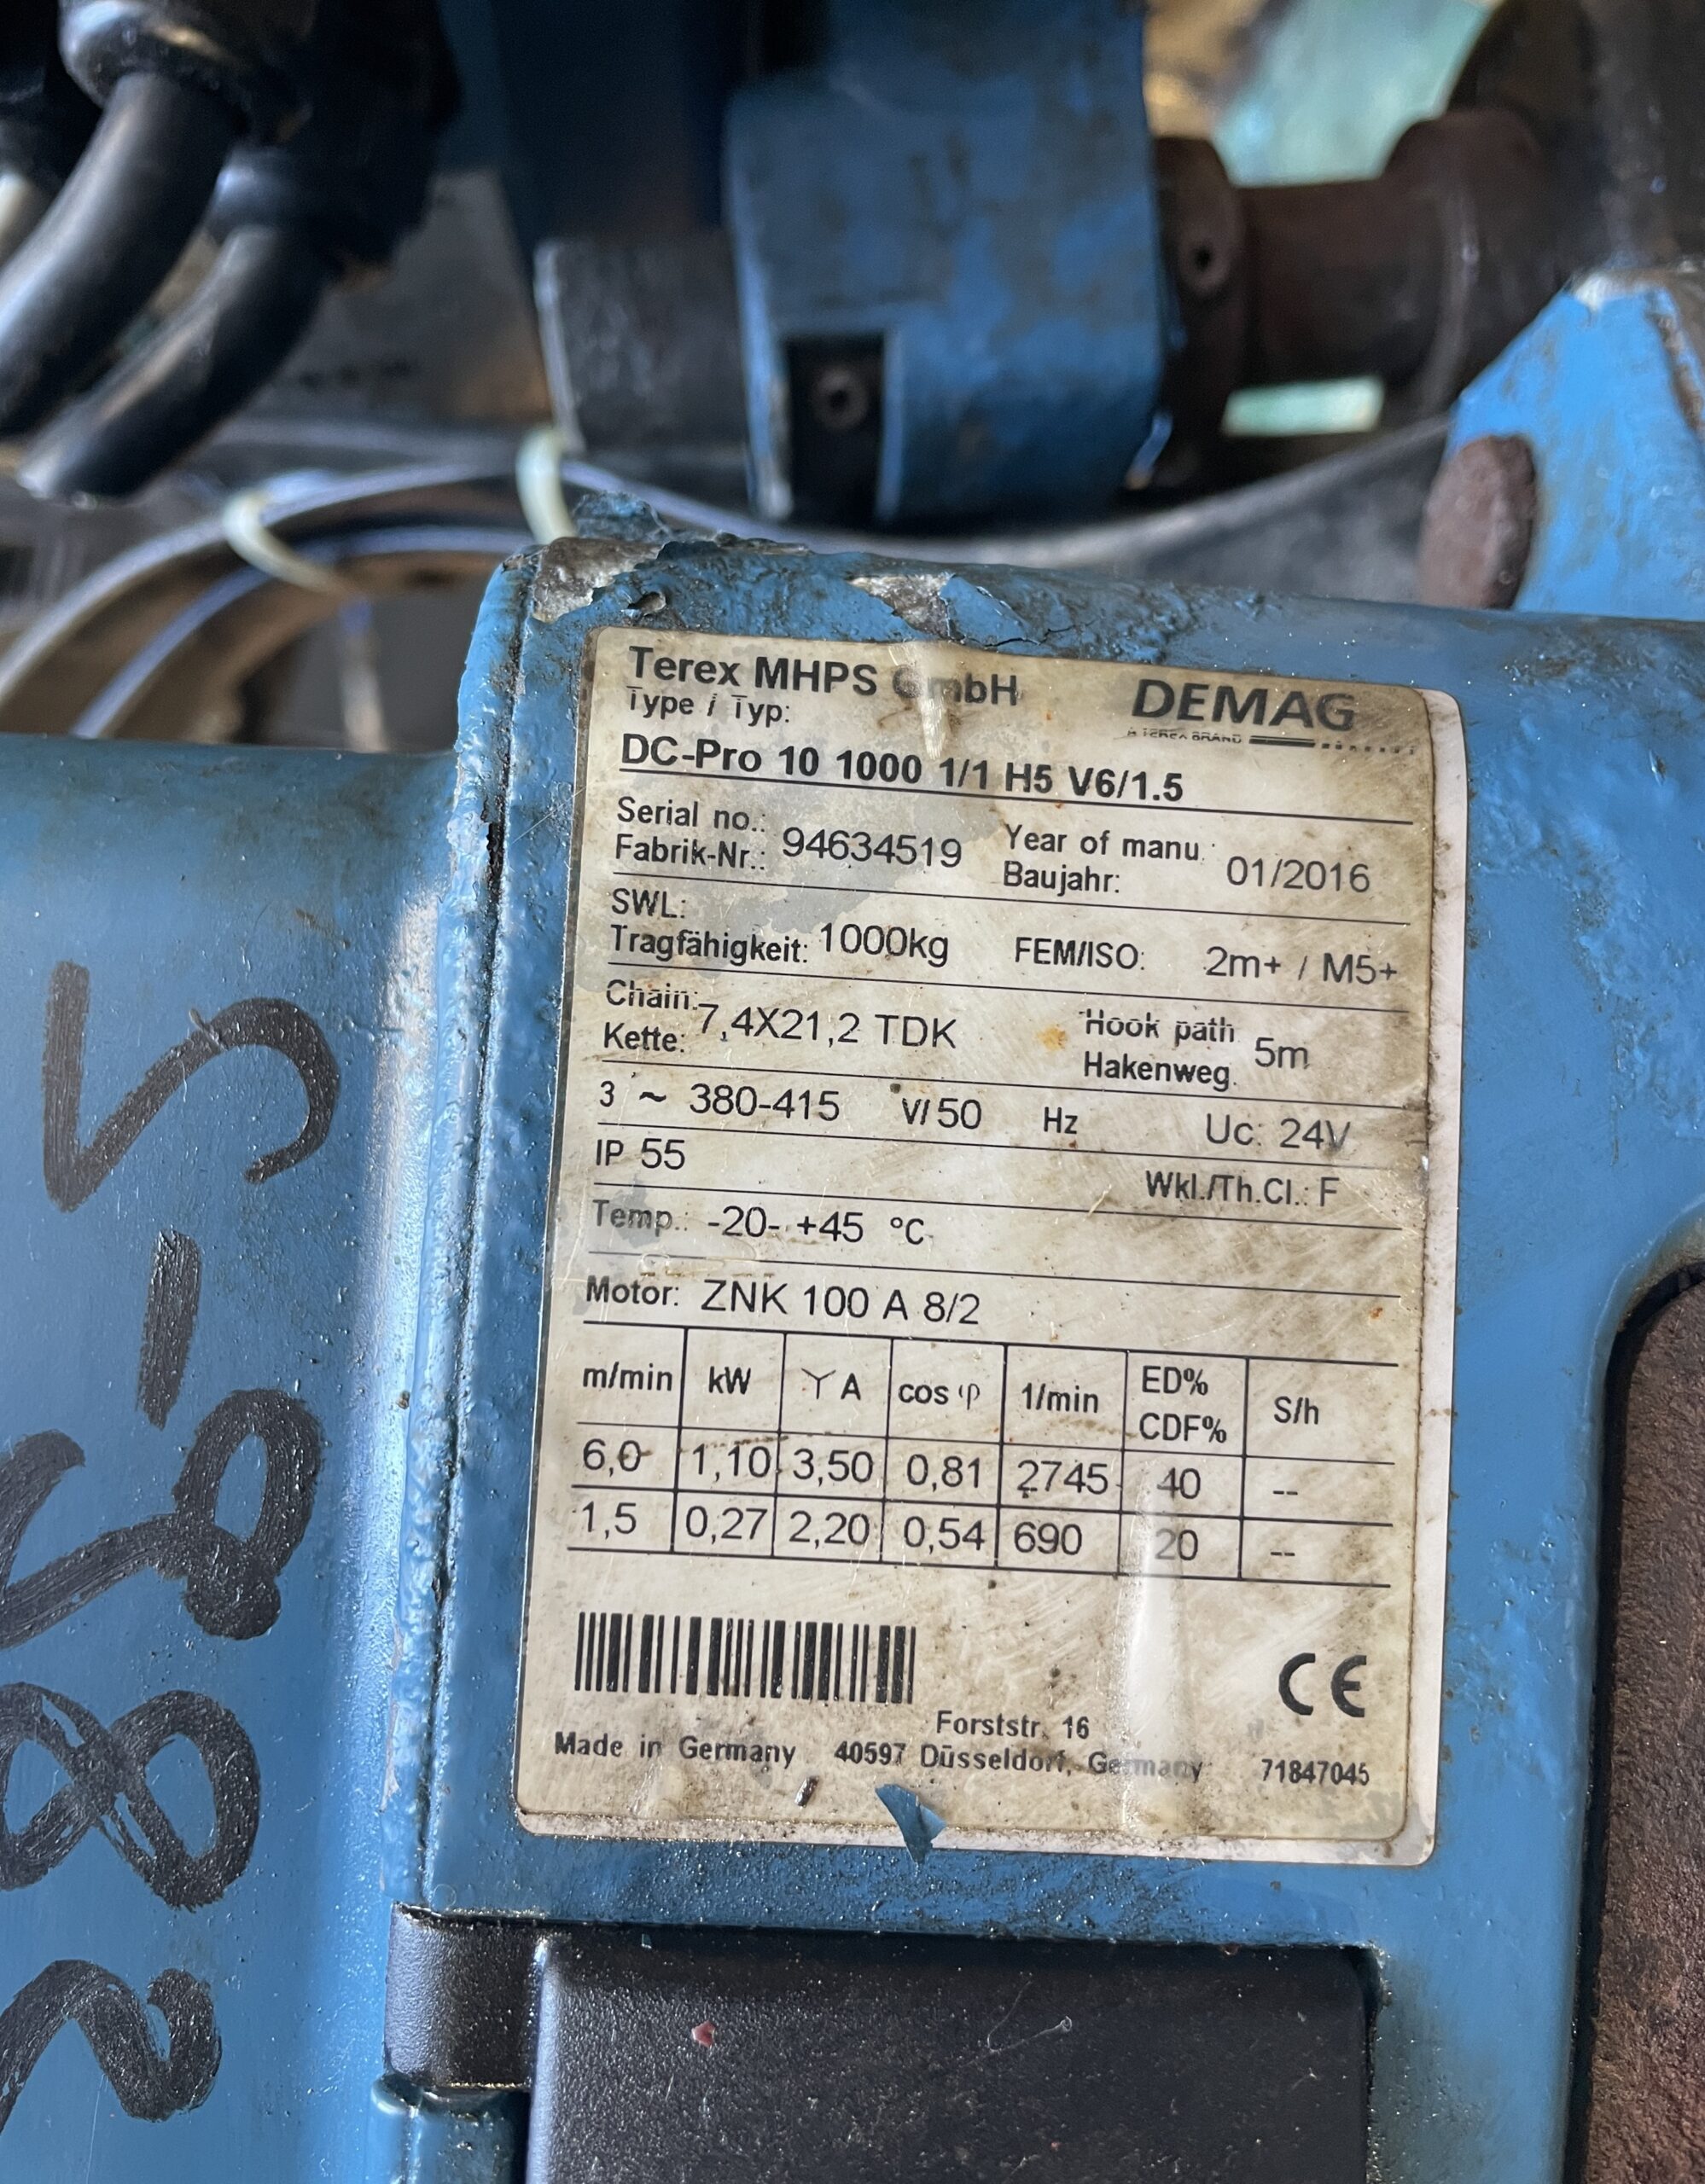 Terex MHPS GmbH
DEMAG
A TEREX BRAND
Type / Typ:
DC-Pro 10 1000 1/1 H5 V6/1.5
Serial no.:
Fabrik-Nr.: 94634519
Year of manu.:
Baujahr: 01/2016
SWL:
Tragfähigkeit: 1000kg
FEM/ISO: 2m+ / M5+
Chain:
Kette: 7,4X21,2 TDK
Hook path
Hakenweg. 5m
3 ~ 380-415 V/ 50 Hz Uc: 24V
IP 55 Wkl./Th.Cl.: F
Temp.: -20- +45 °C
Motor: ZNK 100 A 8/2
m/min kW Y A cos φ 1/min ED% CDF% S/h
6,0 1,10 3,50 0,81 2745 40 --
1,5 0,27 2,20 0,54 690 20 --
CE
Forststr. 16
Made in Germany 40597 Düsseldorf, Germany 71847045